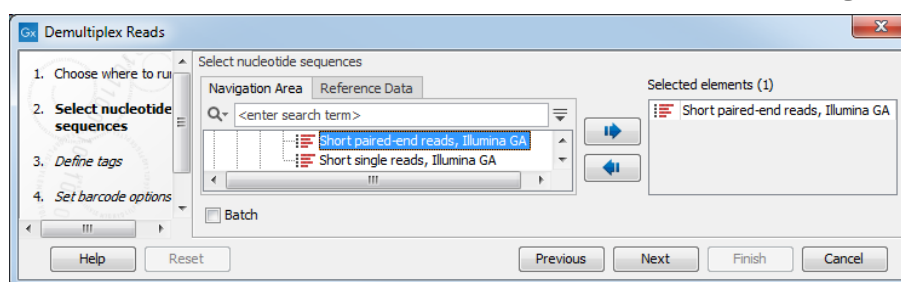 Gx Demultiplex Reads
1. Choose where to run
2. Select nucleotide
sequences
3. Define tags
4. Set barcode options
Select nucleotide sequences
Navigation Area Reference Data
<enter search term>
Short paired-end reads, Illumina GA
Short single reads, Illumina GA
Batch
Selected elements (1)
Short paired-end reads, Illumina GA
Help Reset Previous Next Finish Cancel